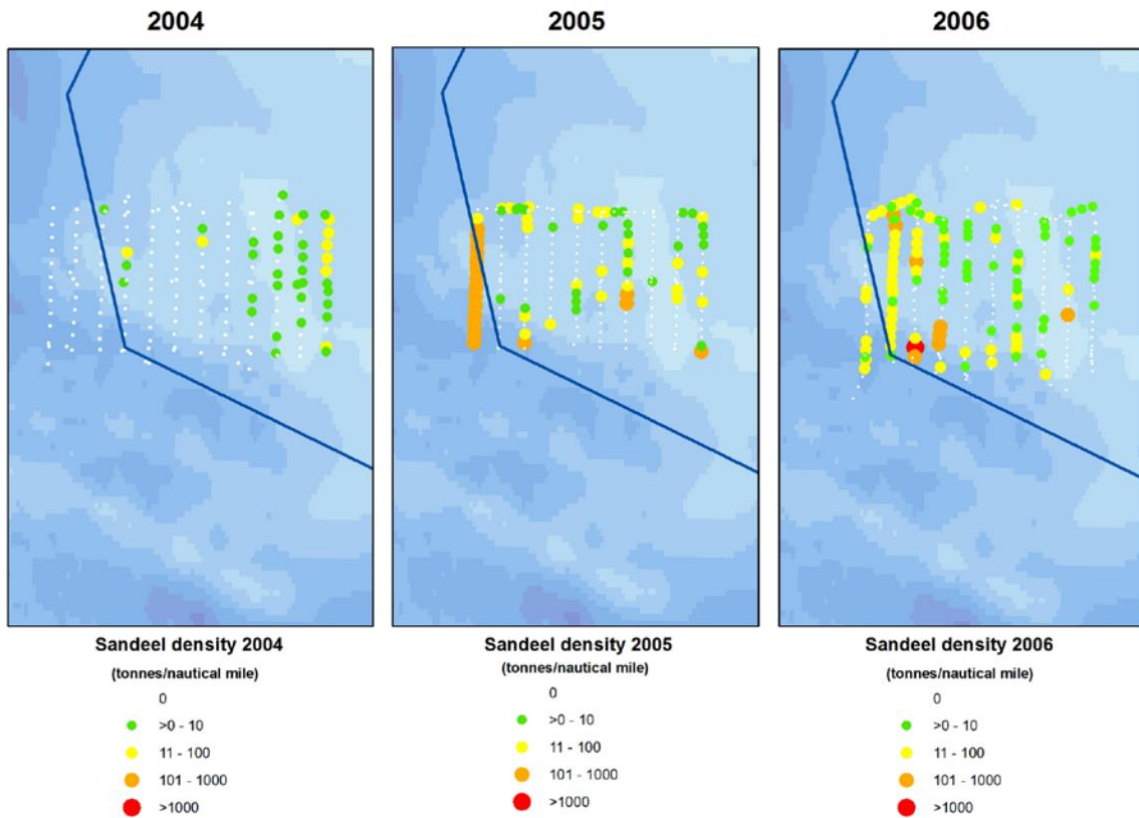 2004
2005
2006
Sandeel density 2004
(tonnes/nautical mile)
0
>0 - 10
11 - 100
101 - 1000
>1000
Sandeel density 2005
(tonnes/nautical mile)
0
>0 - 10
11 - 100
101 - 1000
>1000
Sandeel density 2006
(tonnes/nautical mile)
0
>0 - 10
11 - 100
101 - 1000
>1000